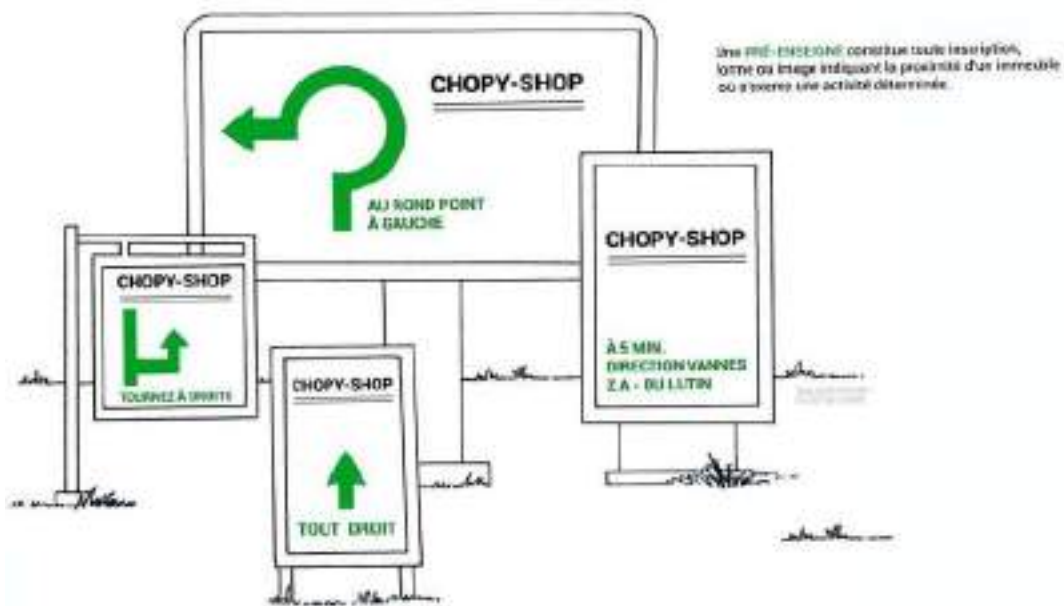 Une PRÉ-ENSEIGNE constitue toute inscription,
forme ou image indiquant la proximité d'un immeuble
où s'exerce une activité déterminée.
CHOPY-SHOP
AU ROND POINT
À GAUCHE
CHOPY-SHOP
À 5 MIN.
DIRECTION VANNES
Z.A - DU LUTIN
CHOPY-SHOP
TOURNEZ À DROITE
CHOPY-SHOP
TOUT DROIT